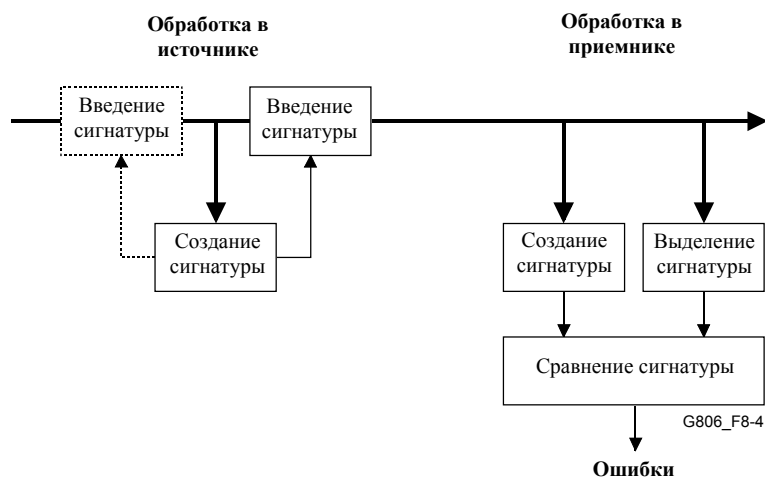 Обработка в
источнике
Обработка в
приемнике
Введение
сигнатуры
Введение
сигнатуры
Создание
сигнатуры
Создание
сигнатуры
Выделение
сигнатуры
Сравнение сигнатуры
G806_F8-4
Ошибки